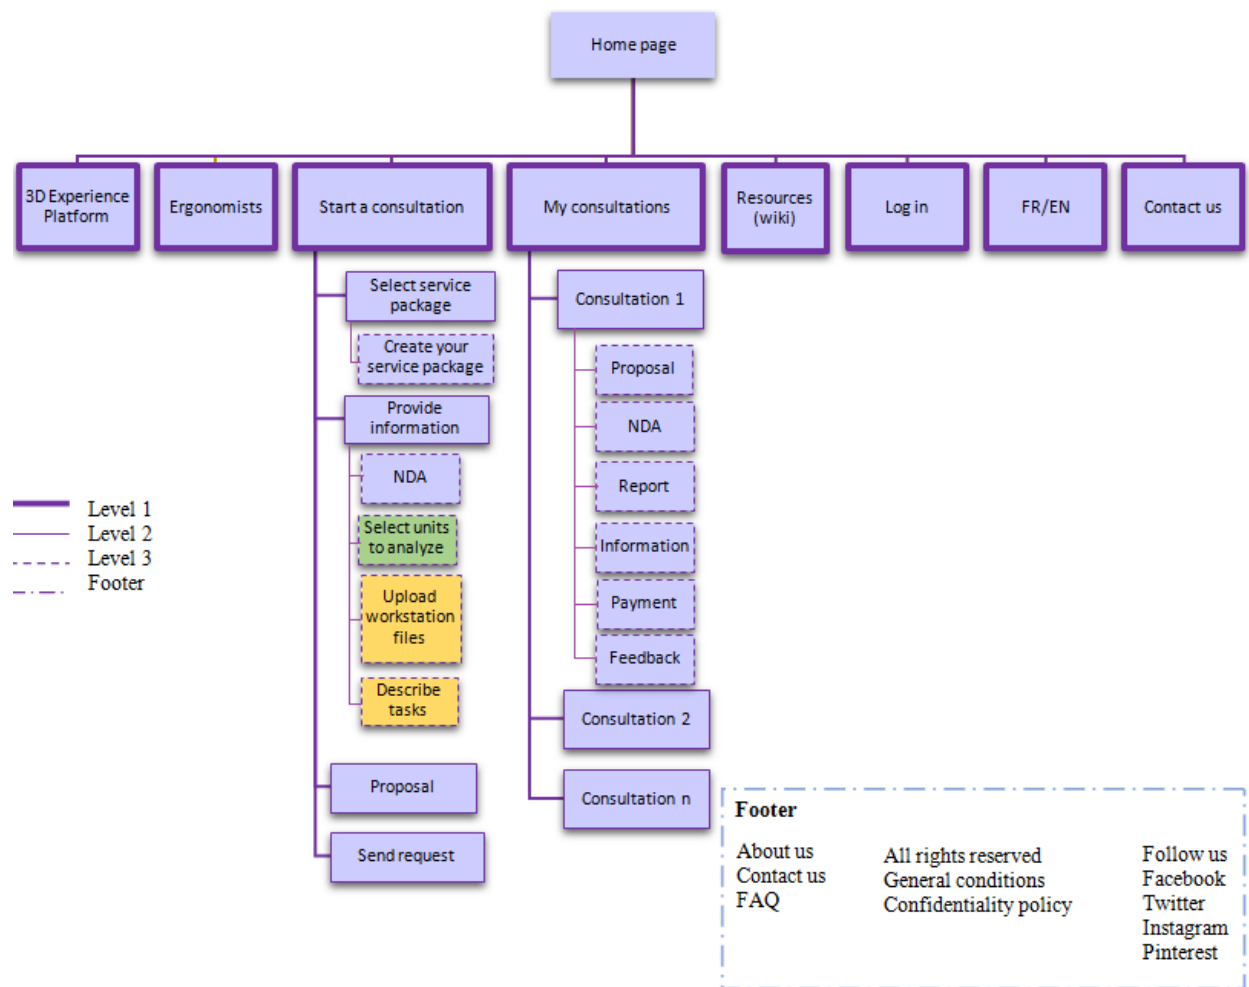 Home page
3D Experience
Platform
Ergonomists
Start a consultation
My consultations
Resources
(wiki)
Log in
FR/EN
Contact us
Select service
package
Create your
service package
Provide
information
NDA
Select units
to analyze
Upload
workstation
files
Describe
tasks
Proposal
Send request
Consultation 1
Proposal
NDA
Report
Information
Payment
Feedback
Consultation 2
Consultation n
Level 1
Level 2
Level 3
Footer
Footer
About us
Contact us
FAQ
All rights reserved
General conditions
Confidentiality policy
Follow us
Facebook
Twitter
Instagram
Pinterest